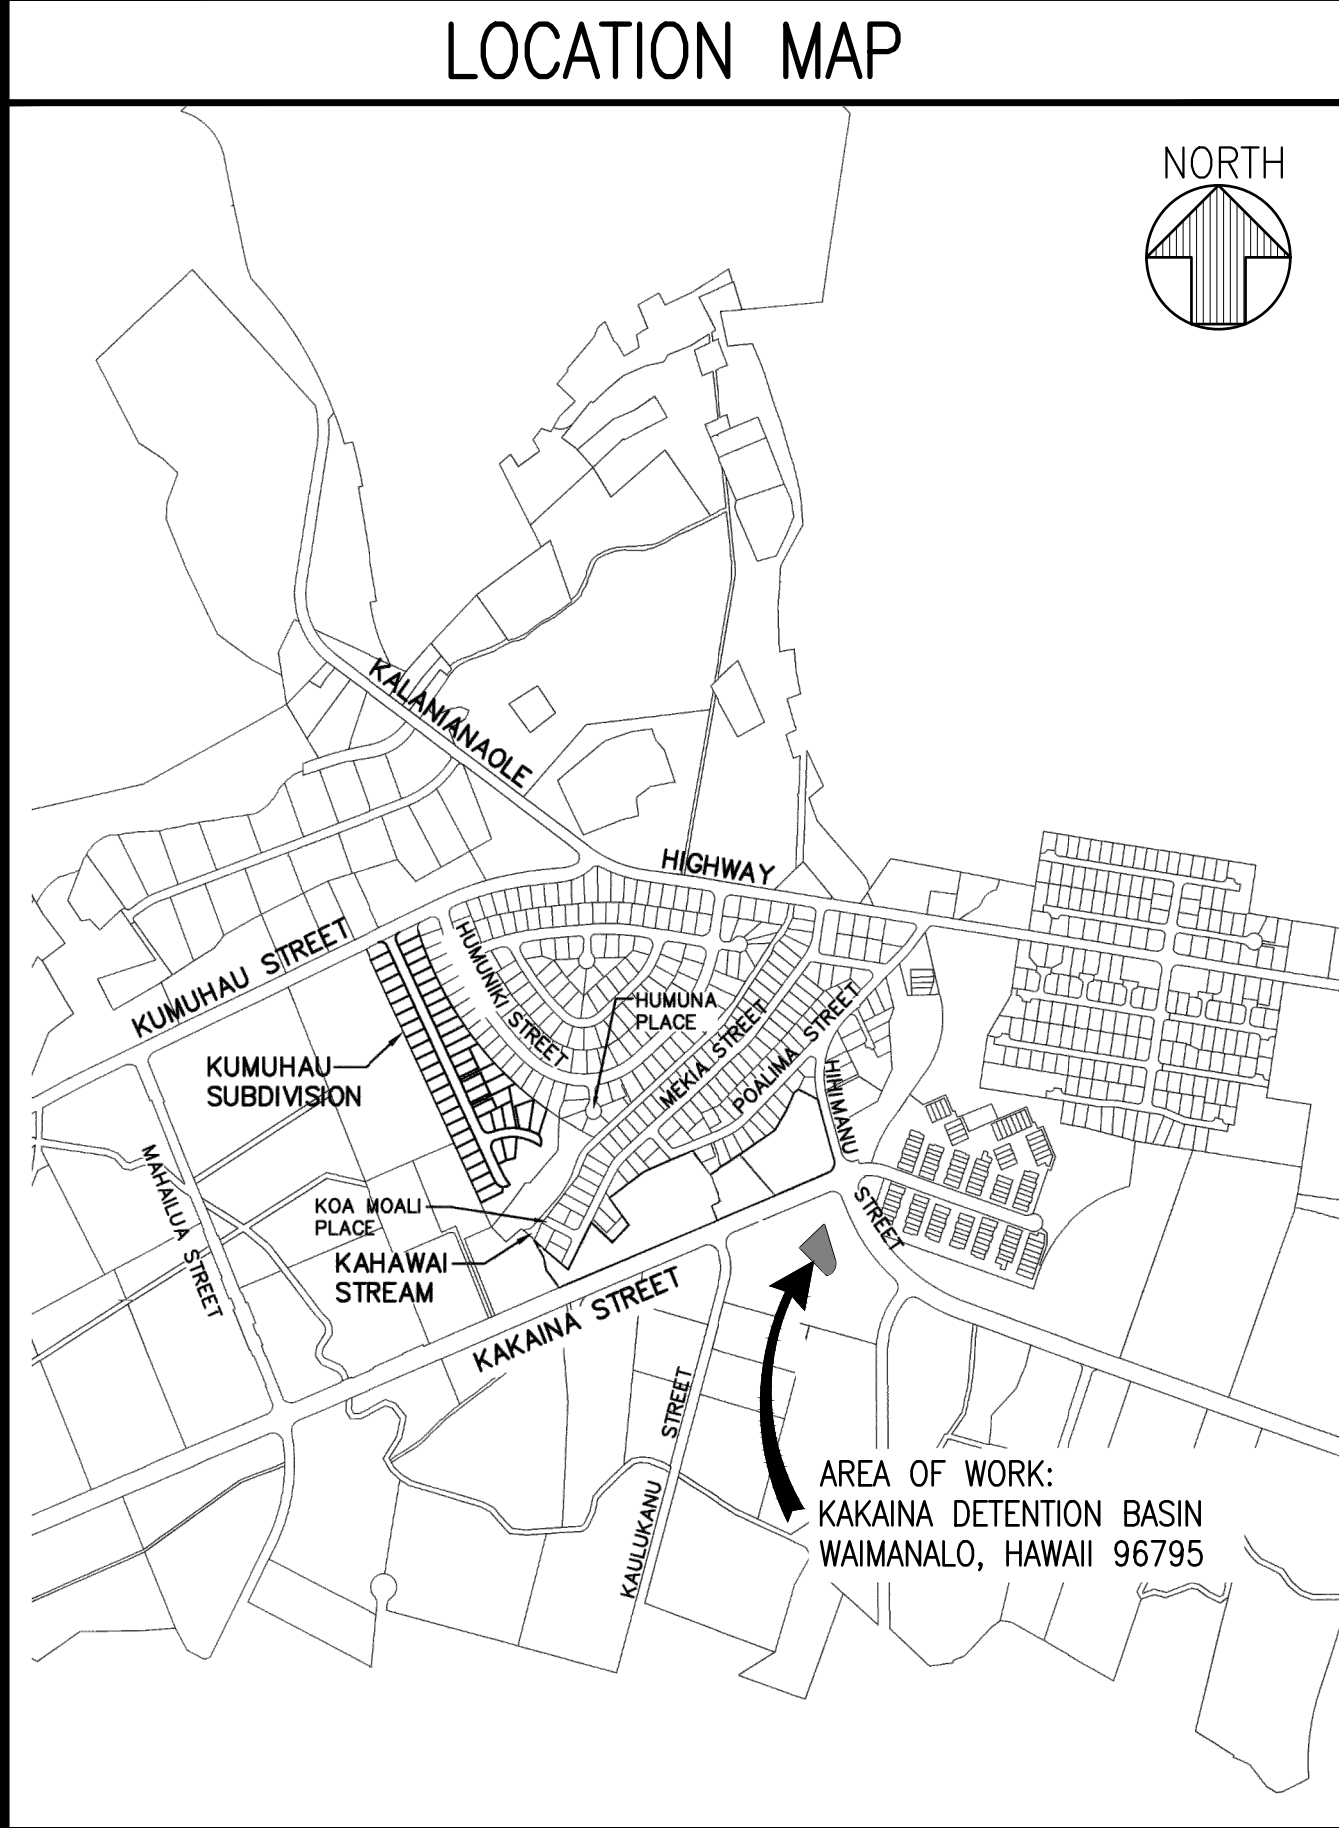 LOCATION MAP
NORTH
KALANIANAOLE
HIGHWAY
KUMUHAU STREET
HUMUNIKI STREET
HUMUNA
PLACE
MEKIA STREET
POALIMA STREET
HIHIMANU
STREET
KUMUHAU
SUBDIVISION
MAHAILUA STREET
KOA MOALI
PLACE
KAHAWAI
STREAM
KAKAINA STREET
KAULUKANU STREET
AREA OF WORK:
KAKAINA DETENTION BASIN
WAIMANALO, HAWAII 96795